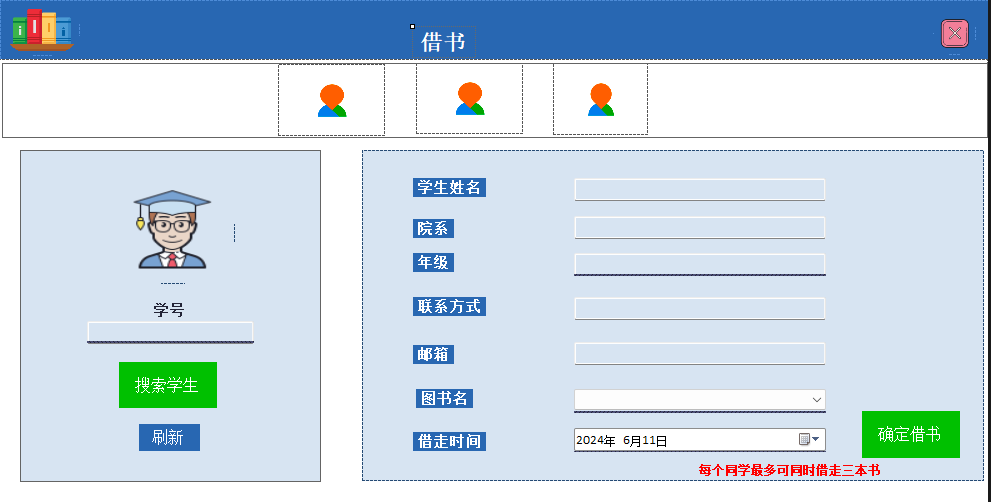 借书
学号
搜索学生
刷新
学生姓名
院系
年级
联系方式
邮箱
图书名
借走时间
2024年 6月11日
确定借书
每个同学最多可同时借走三本书